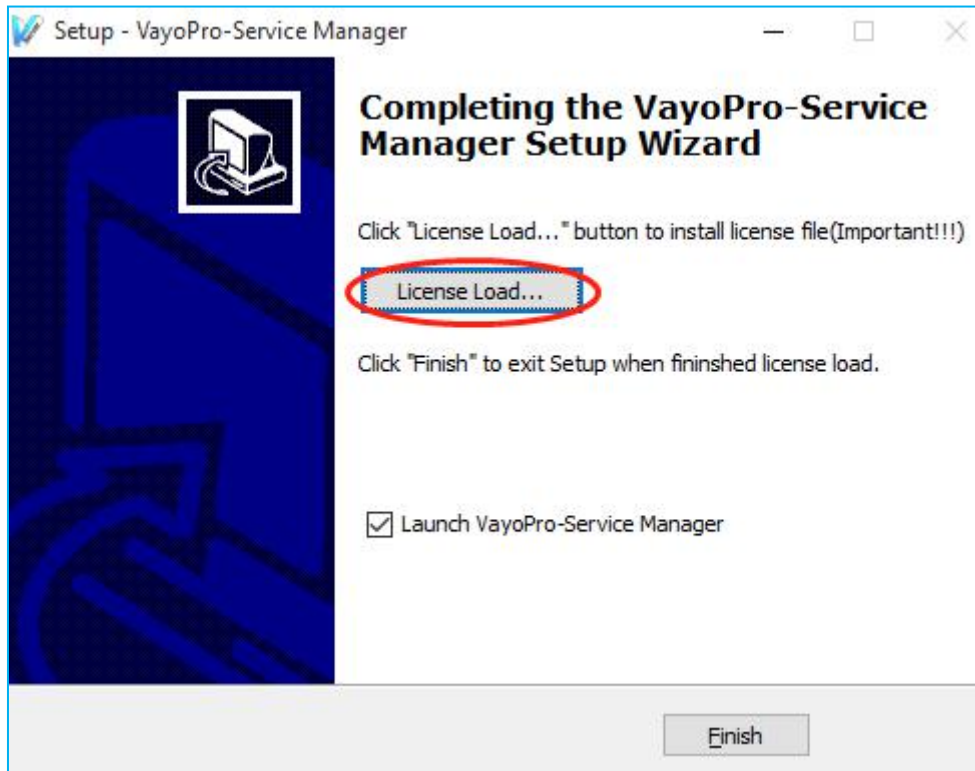 Setup - VayoPro-Service Manager
Completing the VayoPro-Service
Manager Setup Wizard
Click "License Load..." button to install license file(Important!!!)
License Load...
Click "Finish" to exit Setup when fininshed license load.
Launch VayoPro-Service Manager
Finish